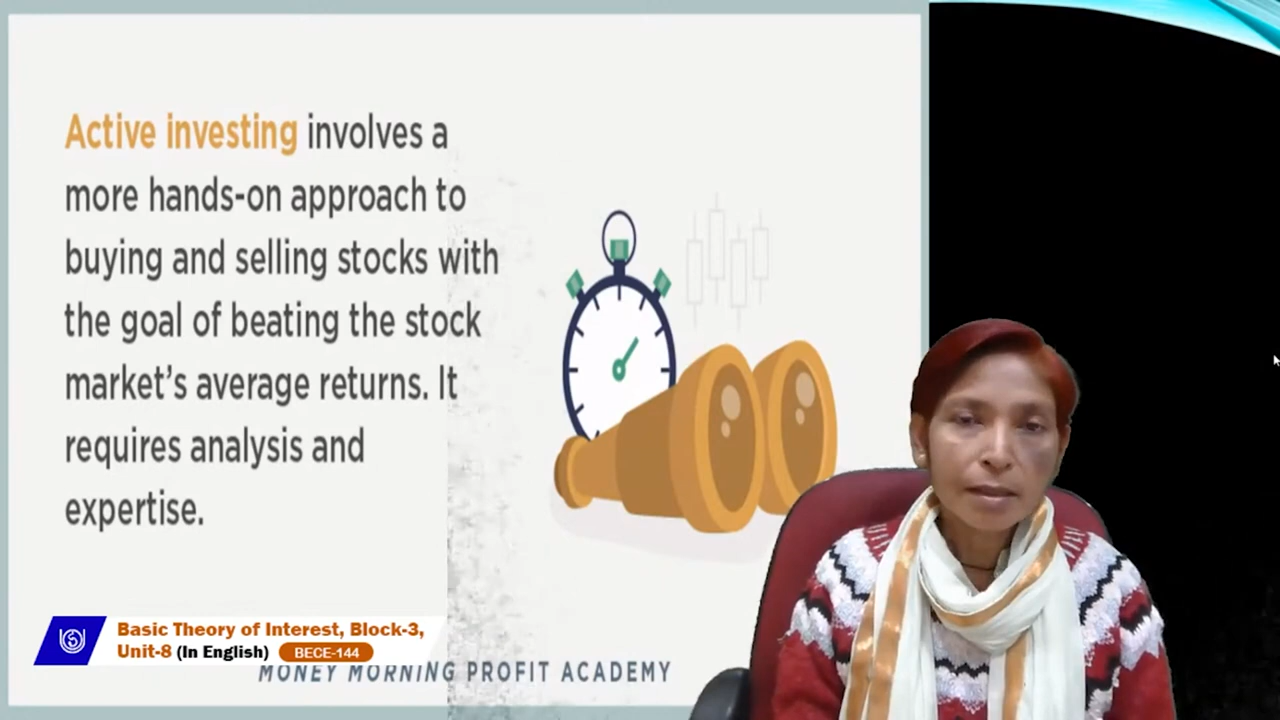 Active investing involves a
more hands-on approach to
buying and selling stocks with
the goal of beating the stock
market’s average returns. It
requires analysis and
expertise.
Basic Theory of Interest, Block-3,
Unit-8 (In English) BECE-144
MONEY MORNING PROFIT ACADEMY